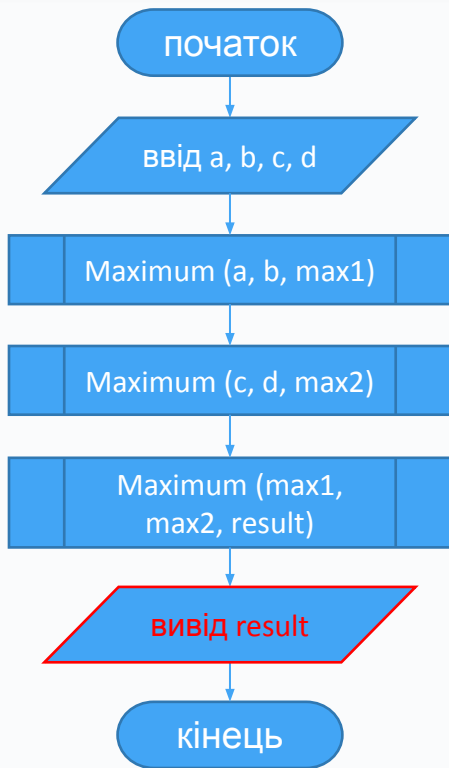 початок
ввід a, b, c, d
Maximum (a, b, max1)
Maximum (c, d, max2)
Maximum (max1,
max2, result)
вивід result
кінець